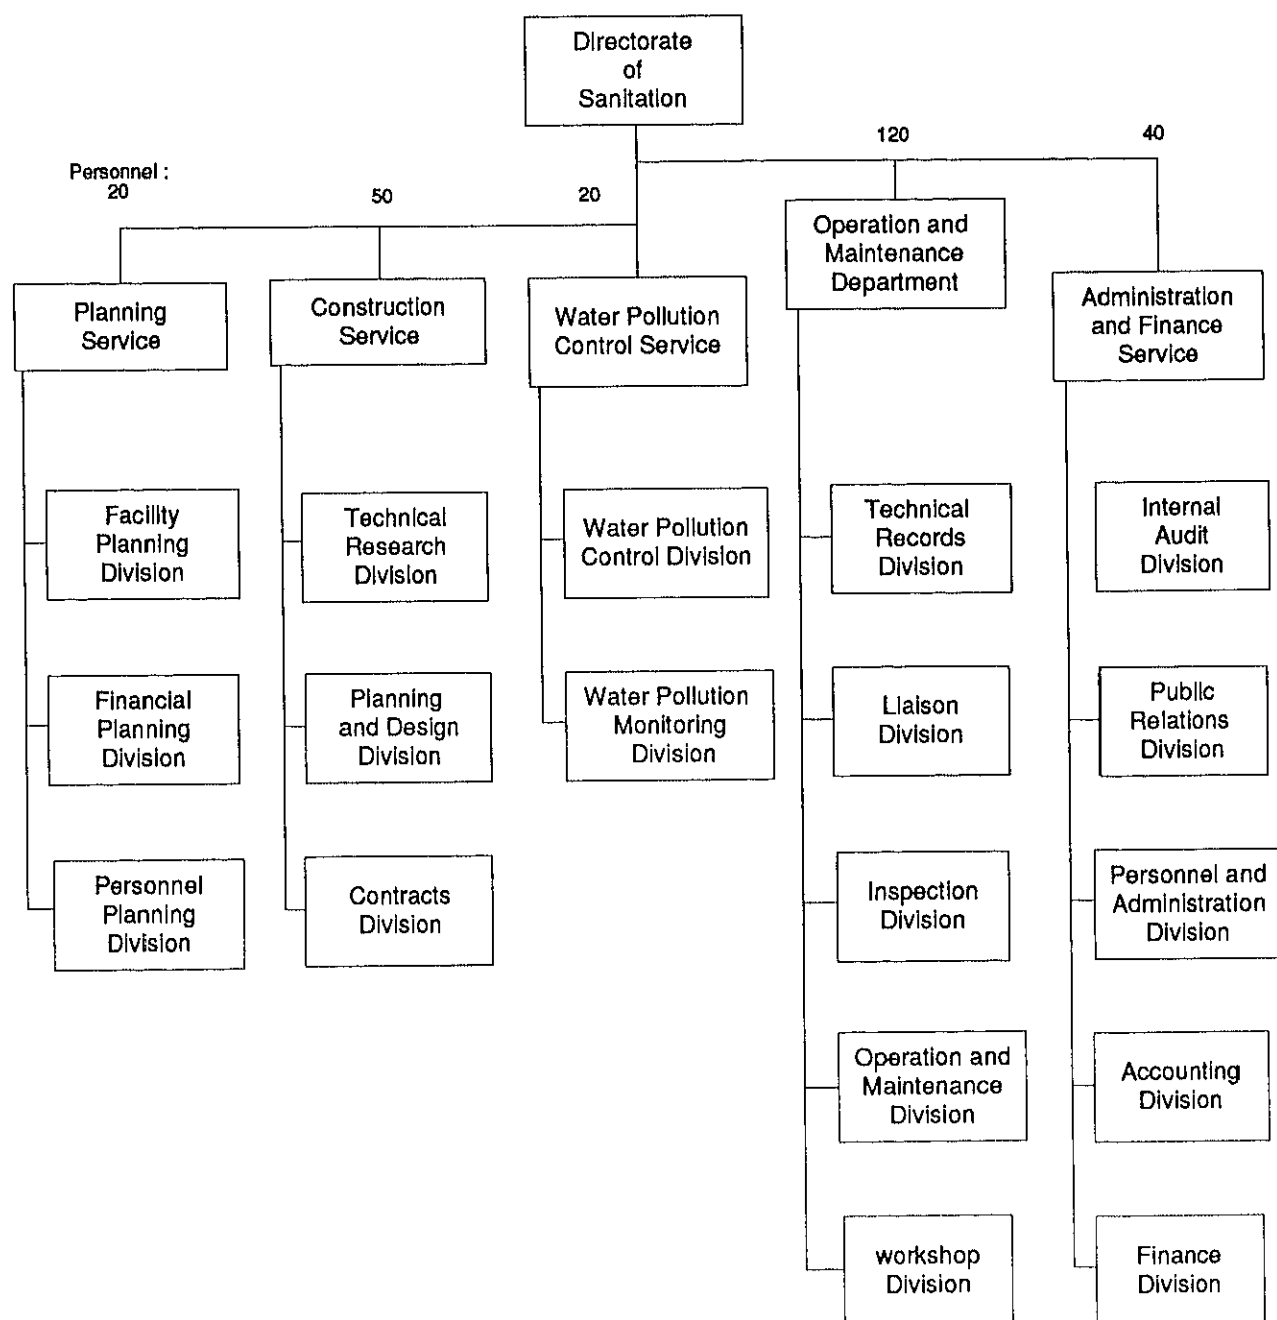 Directorate
of
Sanitation
120
40
Personnel :
20
50
20
Operation and
Maintenance
Department
Planning
Service
Construction
Service
Water Pollution
Control Service
Administration
and Finance
Service
Facility
Planning
Division
Technical
Research
Division
Water Pollution
Control Division
Technical
Records
Division
Internal
Audit
Division
Financial
Planning
Division
Planning
and Design
Division
Water Pollution
Monitoring
Division
Liaison
Division
Public
Relations
Division
Personnel
Planning
Division
Contracts
Division
Inspection
Division
Personnel and
Administration
Division
Operation and
Maintenance
Division
Accounting
Division
workshop
Division
Finance
Division